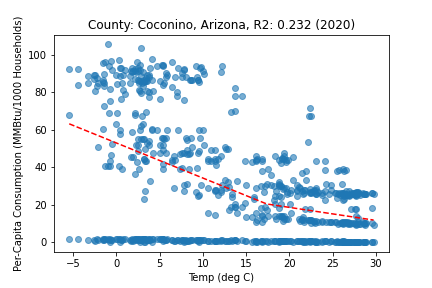 County: Coconino, Arizona, R2: 0.232 (2020)
Per-Capita Consumption (MMBtu/1000 Households)
100
80
60
40
20
0
−5 0 5 10 15 20 25 30
Temp (deg C)